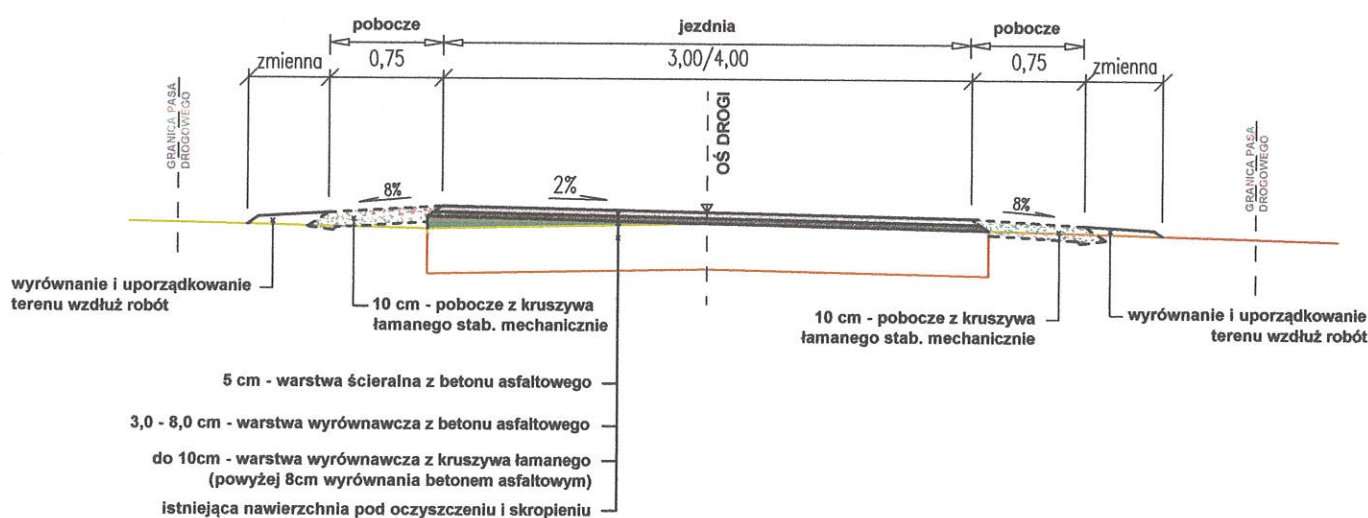 pobocze
jezdnia
pobocze
zmienna
0,75
3,00/4,00
0,75
zmienna
GRANICA PASA
DROGOWEGO
OŚ DROGI
GRANICA PASA
DROGOWEGO
8%
2%
8%
wyrównanie i uporządkowanie
terenu wzdłuż robót
10 cm - pobocze z kruszywa
łamanego stab. mechanicznie
10 cm - pobocze z kruszywa
łamanego stab. mechanicznie
wyrównanie i uporządkowanie
terenu wzdłuż robót
5 cm - warstwa ścieralna z betonu asfaltowego
3,0 - 8,0 cm - warstwa wyrównawcza z betonu asfaltowego
do 10cm - warstwa wyrównawcza z kruszywa łamanego
(powyżej 8cm wyrównania betonem asfaltowym)
istniejąca nawierzchnia pod oczyszczeniu i skropieniu